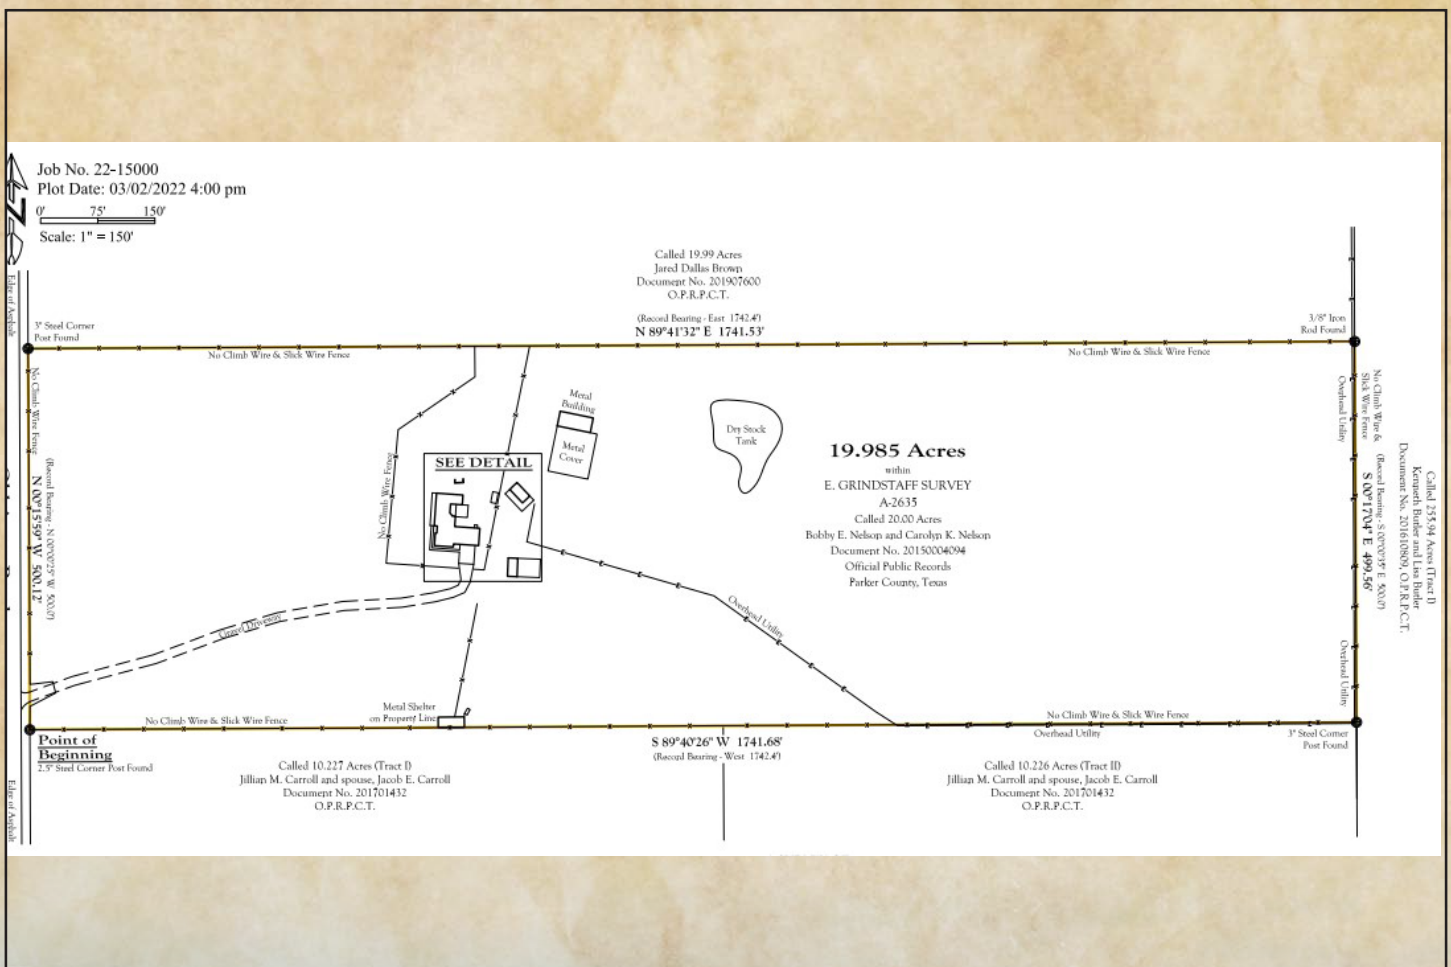 Job No. 22-15000
Plot Date: 03/02/2022 4:00 pm
0' 75' 150'
Scale: 1" = 150'
Edge of Asphalt
Called 19.99 Acres
Jared Dallas Brown
Document No. 201907600
O.P.R.P.C.T.
(Record Bearing - East 1742.4')
N 89°41'32" E 1741.53'
3" Steel Corner
Post Found
3/8" Iron
Rod Found
No Climb Wire & Slick Wire Fence
No Climb Wire & Slick Wire Fence
No Climb Wire Fence
(Record Bearing - N 00°00'25" W 500.0')
N 00°15'59" W 500.12'
No Climb Wire Fence
Metal
Building
Metal
Cover
Dry Stock
Tank
SEE DETAIL
19.985 Acres
within
E. GRINDSTAFF SURVEY
A-2635
Called 20.00 Acres
Bobby E. Nelson and Carolyn K. Nelson
Document No. 20150004094
Official Public Records
Parker County, Texas
Overhead Utility
No Climb Wire &
Slick Wire Fence
(Record Bearing - S 00°00'35" E 500.0')
S 00°17'04" E 499.56'
Called 255.94 Acres (Tract I)
Kenneth Butler and Lisa Butler
Document No. 201610809, O.P.R.P.C.T.
Overhead Utility
Gravel Driveway
Overhead Utility
Metal Shelter
on Property Line
No Climb Wire & Slick Wire Fence
No Climb Wire & Slick Wire Fence
Overhead Utility
Point of
Beginning
2.5" Steel Corner Post Found
S 89°40'26" W 1741.68'
(Record Bearing - West 1742.4')
3" Steel Corner
Post Found
Edge of Asphalt
Called 10.227 Acres (Tract I)
Jillian M. Carroll and spouse, Jacob E. Carroll
Document No. 201701432
O.P.R.P.C.T.
Called 10.226 Acres (Tract II)
Jillian M. Carroll and spouse, Jacob E. Carroll
Document No. 201701432
O.P.R.P.C.T.